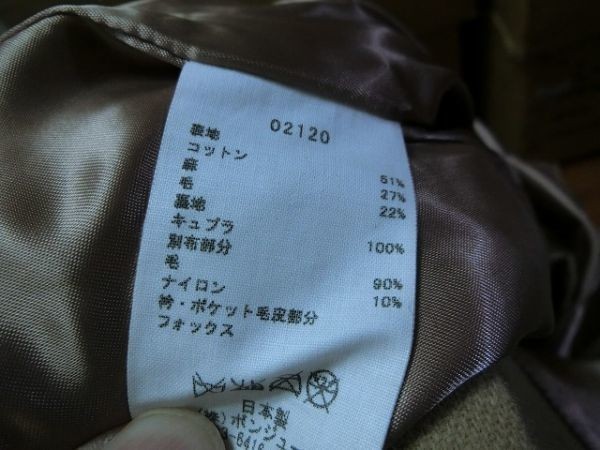 02120
表地
コットン 51%
麻 27%
毛 22%
裏地
キュプラ 100%
別布部分
毛 90%
ナイロン 10%
衿・ポケット毛皮部分
フォックス
日本製
(株)ボンジュ